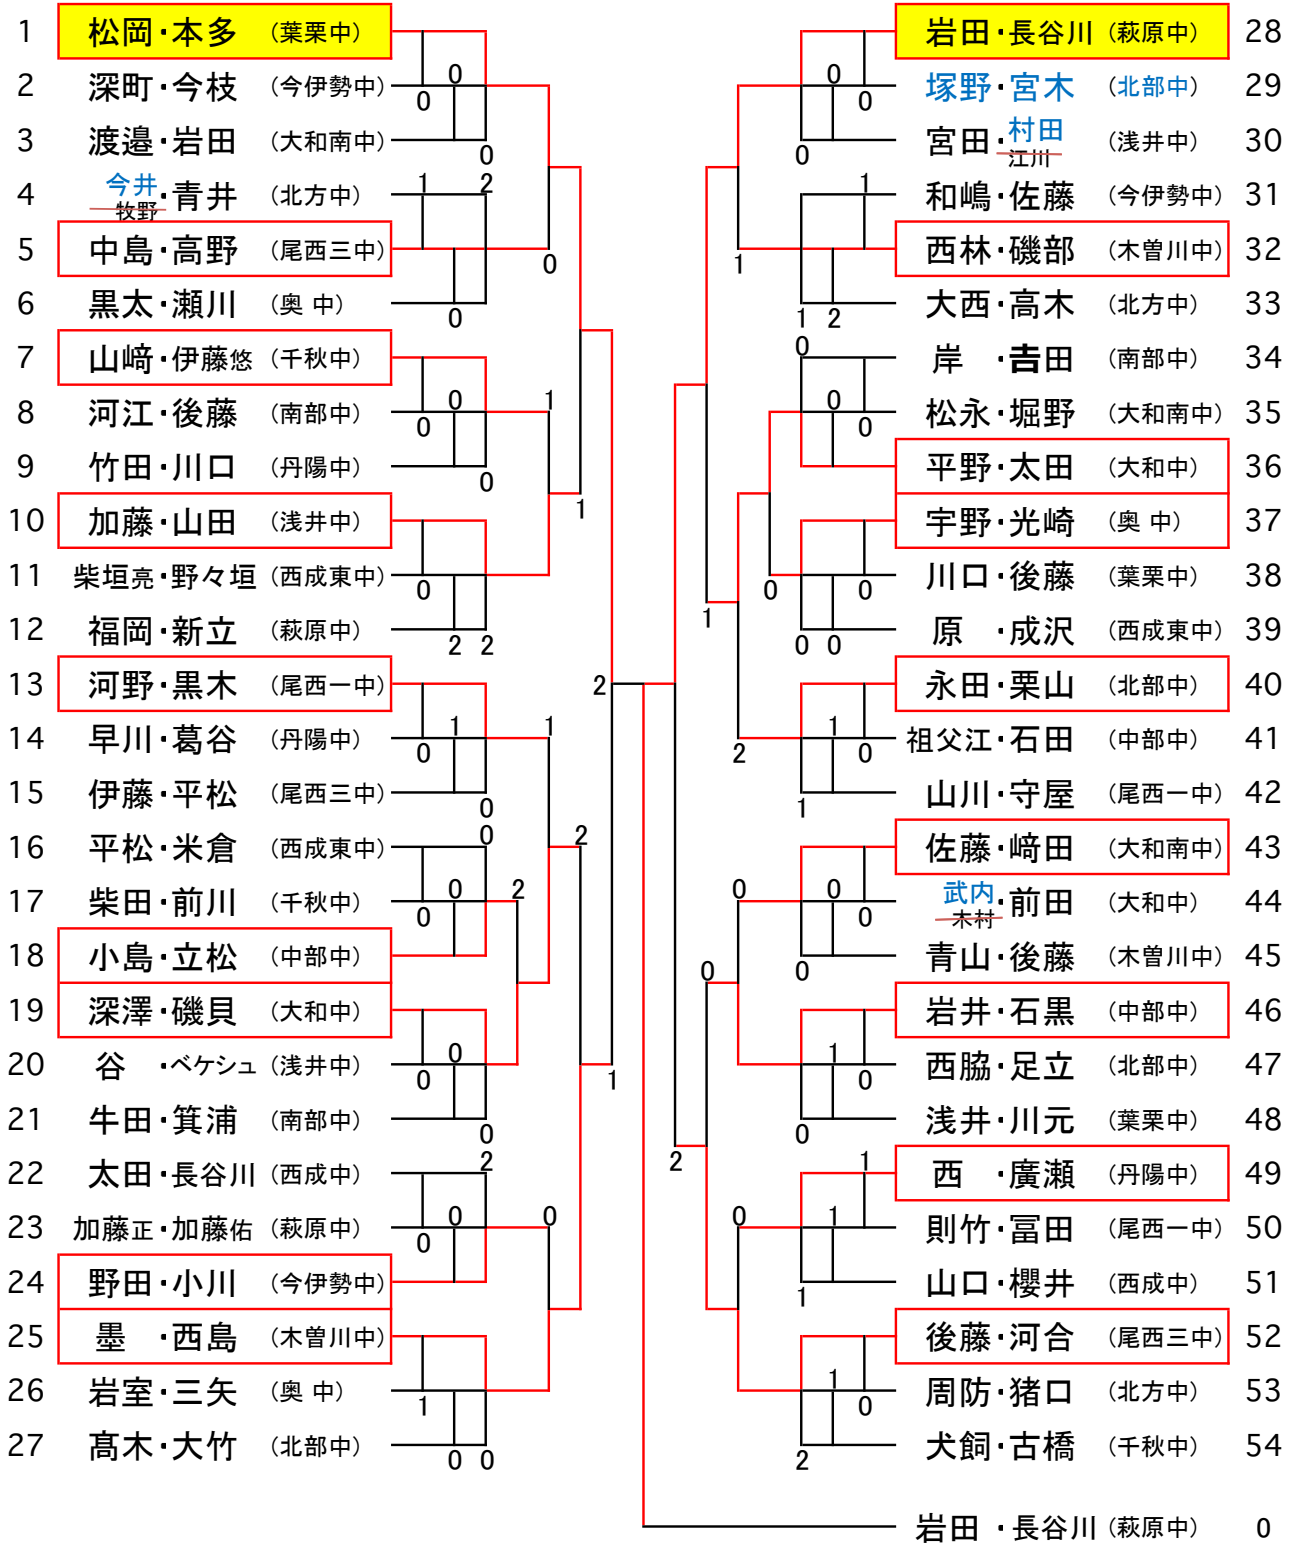 1 松岡・本多 （葉栗中）
2 深町・今枝 （今伊勢中）
3 渡邉・岩田 （大和南中）
4 今井 牧野・青井 （北方中）
5 中島・高野 （尾西三中）
6 黒太・瀬川 （奥 中）
7 山﨑・伊藤悠 （千秋中）
8 河江・後藤 （南部中）
9 竹田・川口 （丹陽中）
10 加藤・山田 （浅井中）
11 柴垣亮・野々垣 （西成東中）
12 福岡・新立 （萩原中）
13 河野・黒木 （尾西一中）
14 早川・葛谷 （丹陽中）
15 伊藤・平松 （尾西三中）
16 平松・米倉 （西成東中）
17 柴田・前川 （千秋中）
18 小島・立松 （中部中）
19 深澤・磯貝 （大和中）
20 谷 ・ベケシュ （浅井中）
21 牛田・箕浦 （南部中）
22 太田・長谷川 （西成中）
23 加藤正・加藤佑 （萩原中）
24 野田・小川 （今伊勢中）
25 墨 ・西島 （木曽川中）
26 岩室・三矢 （奥 中）
27 髙木・大竹 （北部中）
岩田・長谷川 （萩原中） 28
塚野・宮木 （北部中） 29
宮田・村田 江川 （浅井中） 30
和嶋・佐藤 （今伊勢中） 31
西林・磯部 （木曽川中） 32
大西・高木 （北方中） 33
岸 ・𠮷田 （南部中） 34
松永・堀野 （大和南中） 35
平野・太田 （大和中） 36
宇野・光崎 （奥 中） 37
川口・後藤 （葉栗中） 38
原 ・成沢 （西成東中） 39
永田・栗山 （北部中） 40
祖父江・石田 （中部中） 41
山川・守屋 （尾西一中） 42
佐藤・﨑田 （大和南中） 43
武内 木村・前田 （大和中） 44
青山・後藤 （木曽川中） 45
岩井・石黒 （中部中） 46
西脇・足立 （北部中） 47
浅井・川元 （葉栗中） 48
西 ・廣瀬 （丹陽中） 49
則竹・冨田 （尾西一中） 50
山口・櫻井 （西成中） 51
後藤・河合 （尾西三中） 52
周防・猪口 （北方中） 53
犬飼・古橋 （千秋中） 54
岩田 ・長谷川 （萩原中） 0